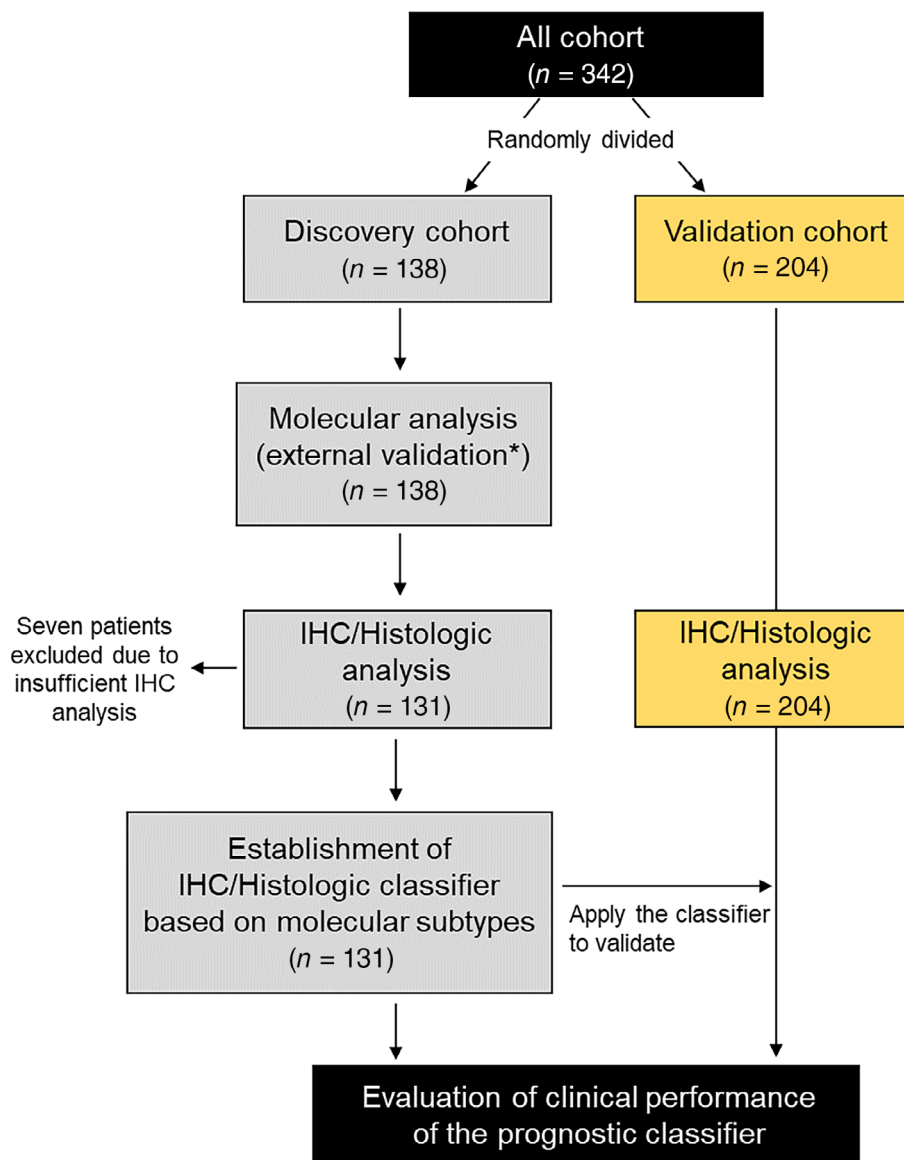 All cohort
(n = 342)
Randomly divided
Discovery cohort
(n = 138)
Validation cohort
(n = 204)
Molecular analysis
(external validation*)
(n = 138)
Seven patients
excluded due to
insufficient IHC
analysis
IHC/Histologic
analysis
(n = 131)
IHC/Histologic
analysis
(n = 204)
Establishment of
IHC/Histologic classifier
based on molecular subtypes
(n = 131)
Apply the classifier
to validate
Evaluation of clinical performance
of the prognostic classifier